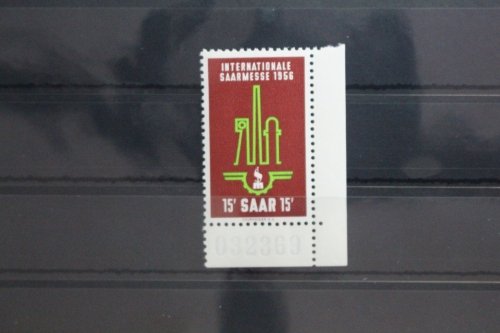 INTERNATIONALE
SAARMESSE 1956
15F SAAR 15F
032360